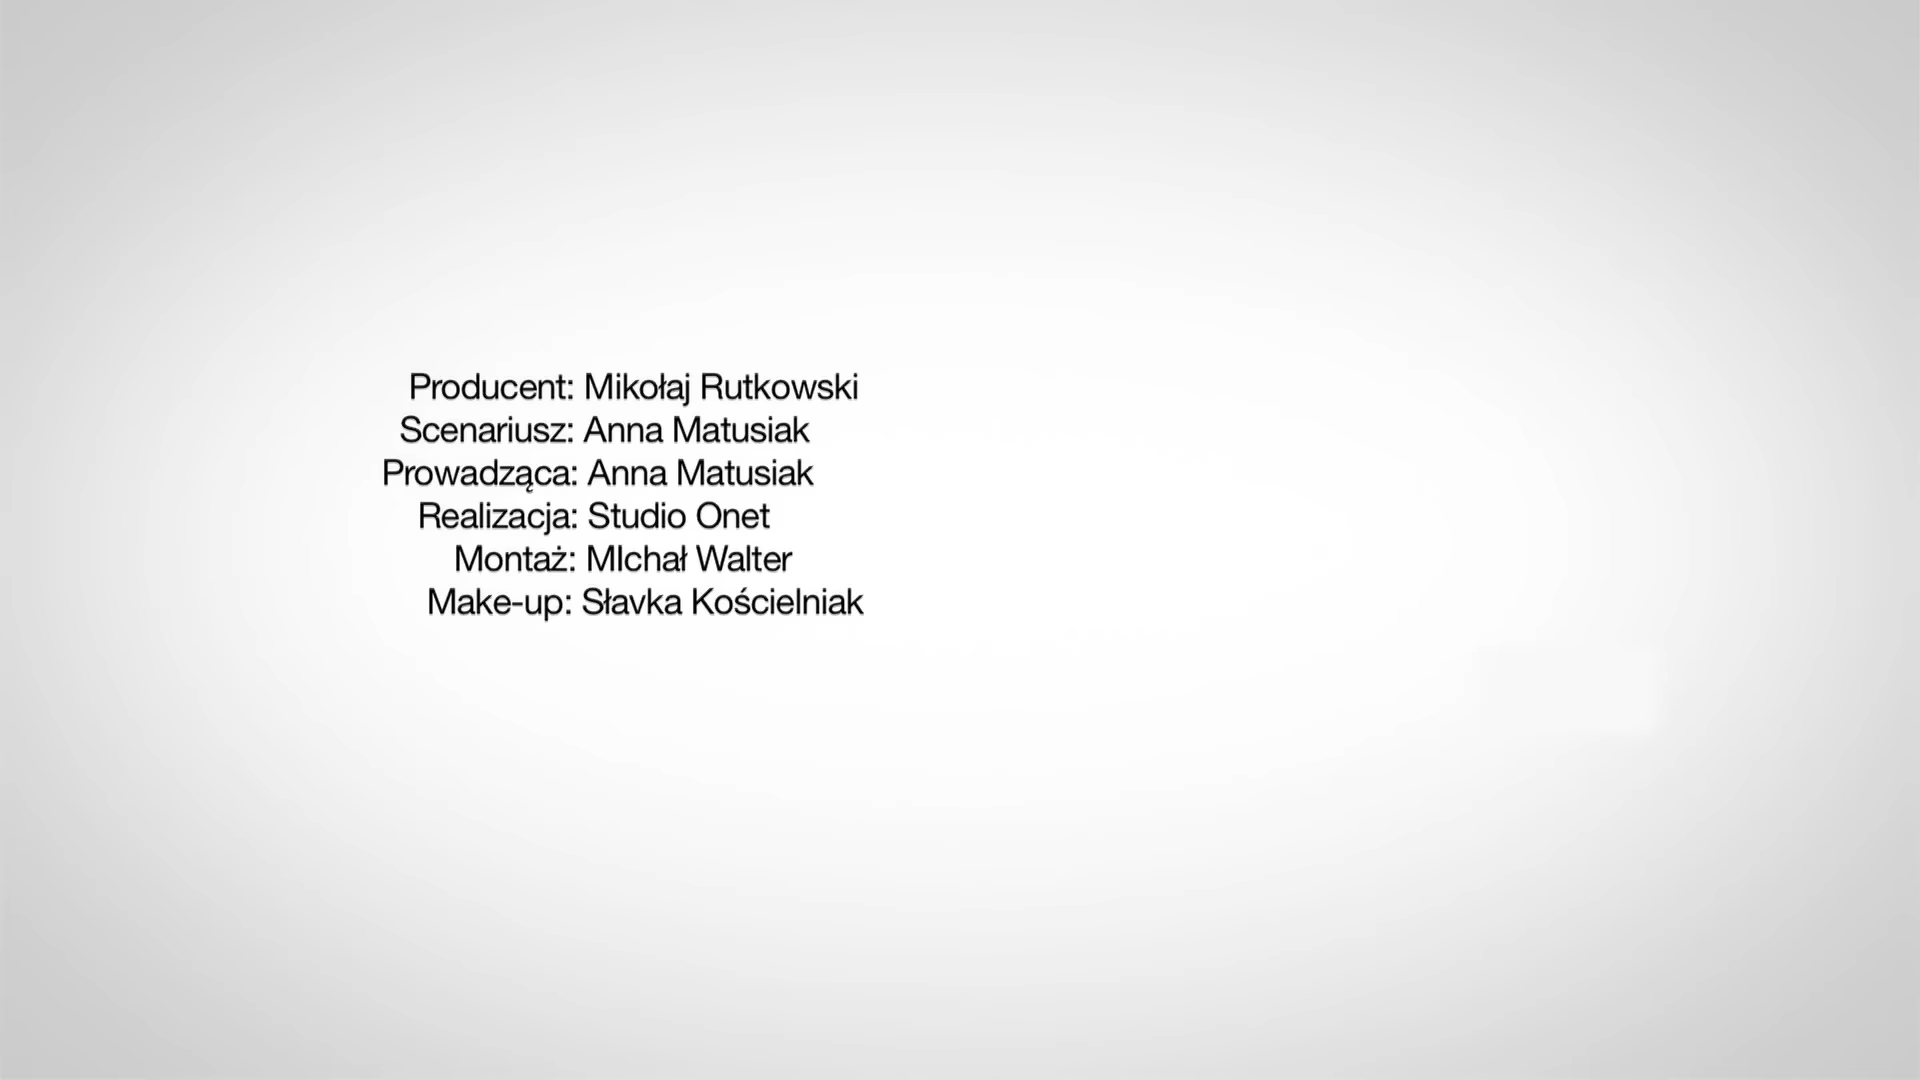 Producent: Mikołaj Rutkowski
Scenariusz: Anna Matusiak
Prowadząca: Anna Matusiak
Realizacja: Studio Onet
Montaż: MIchał Walter
Make-up: Sławka Kościelniak